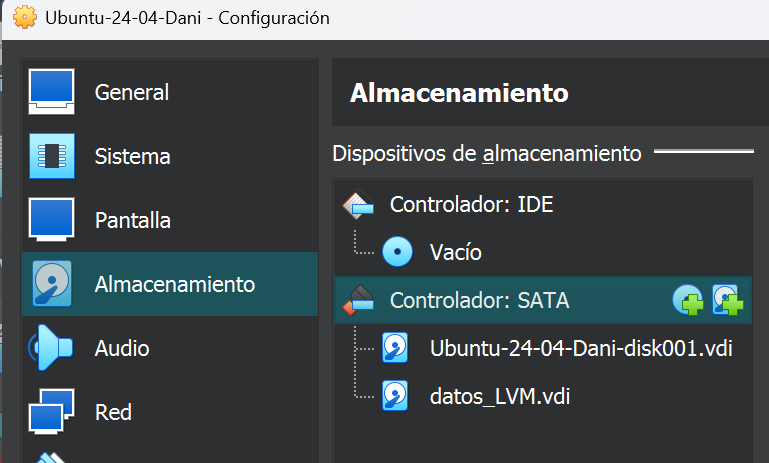 Ubuntu-24-04-Dani - Configuración
General
Sistema
Pantalla
Almacenamiento
Audio
Red
Almacenamiento
Dispositivos de almacenamiento
Controlador: IDE
Vacío
Controlador: SATA
Ubuntu-24-04-Dani-disk001.vdi
datos_LVM.vdi